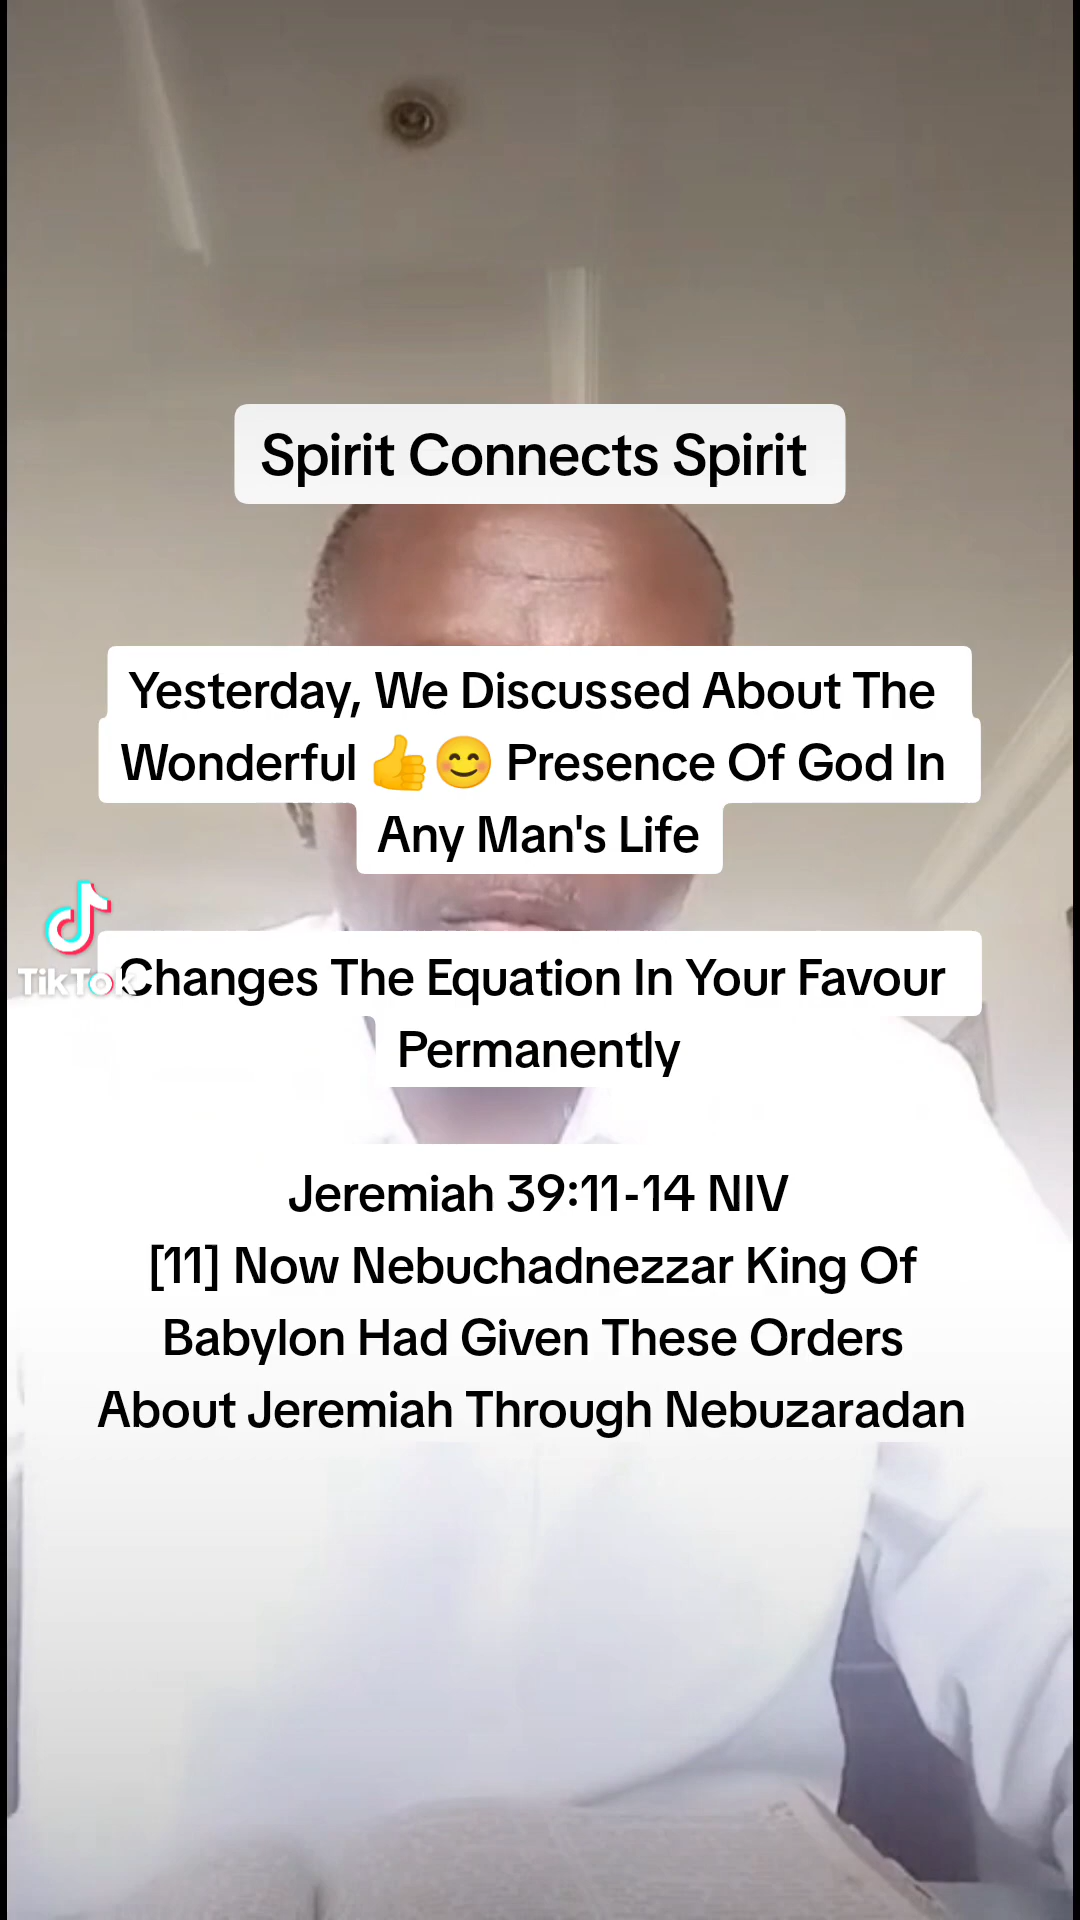 Spirit Connects Spirit
Yesterday, We Discussed About The
Wonderful 👍😊 Presence Of God In
Any Man's Life
TikTok
Changes The Equation In Your Favour
Permanently
Jeremiah 39:11-14 NIV
[11] Now Nebuchadnezzar King Of
Babylon Had Given These Orders
About Jeremiah Through Nebuzaradan